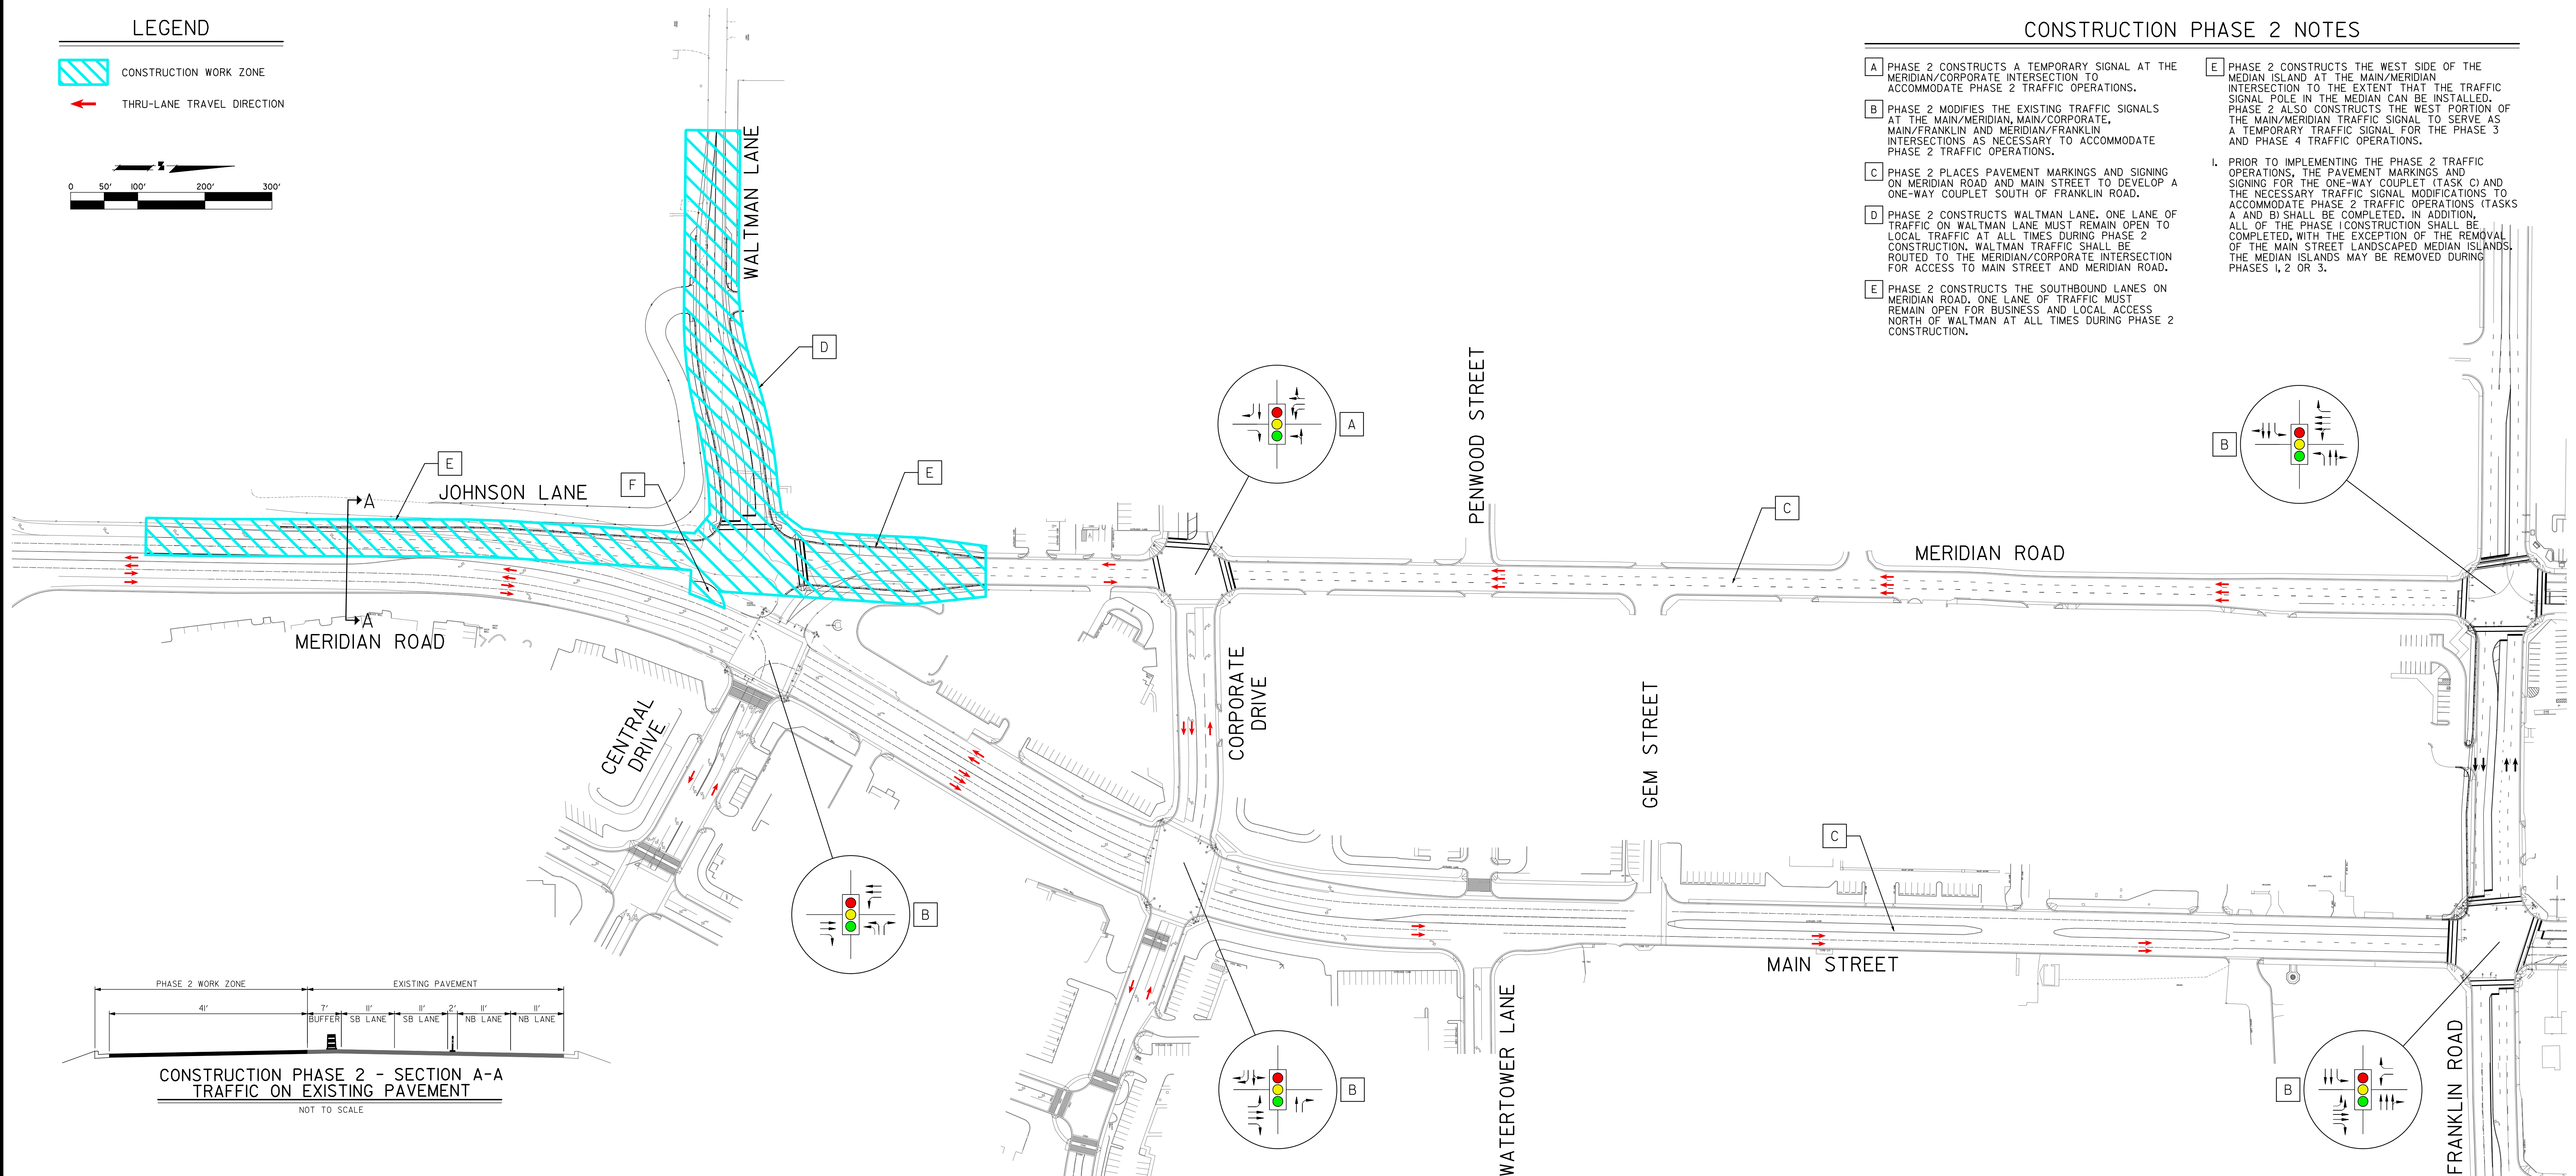 LEGEND
CONSTRUCTION WORK ZONE
THRU-LANE TRAVEL DIRECTION
0 50' 100' 200' 300'
CONSTRUCTION PHASE 2 NOTES
A PHASE 2 CONSTRUCTS A TEMPORARY SIGNAL AT THE
MERIDIAN/CORPORATE INTERSECTION TO
ACCOMMODATE PHASE 2 TRAFFIC OPERATIONS.
B PHASE 2 MODIFIES THE EXISTING TRAFFIC SIGNALS
AT THE MAIN/MERIDIAN, MAIN/CORPORATE,
MAIN/FRANKLIN AND MERIDIAN/FRANKLIN
INTERSECTIONS AS NECESSARY TO ACCOMMODATE
PHASE 2 TRAFFIC OPERATIONS.
C PHASE 2 PLACES PAVEMENT MARKINGS AND SIGNING
ON MERIDIAN ROAD AND MAIN STREET TO DEVELOP A
ONE-WAY COUPLET SOUTH OF FRANKLIN ROAD.
D PHASE 2 CONSTRUCTS WALTMAN LANE. ONE LANE OF
TRAFFIC ON WALTMAN LANE MUST REMAIN OPEN TO
LOCAL TRAFFIC AT ALL TIMES DURING PHASE 2
CONSTRUCTION. WALTMAN TRAFFIC SHALL BE
ROUTED TO THE MERIDIAN/CORPORATE INTERSECTION
FOR ACCESS TO MAIN STREET AND MERIDIAN ROAD.
E PHASE 2 CONSTRUCTS THE SOUTHBOUND LANES ON
MERIDIAN ROAD. ONE LANE OF TRAFFIC MUST
REMAIN OPEN FOR BUSINESS AND LOCAL ACCESS
NORTH OF WALTMAN AT ALL TIMES DURING PHASE 2
CONSTRUCTION.
E PHASE 2 CONSTRUCTS THE WEST SIDE OF THE
MEDIAN ISLAND AT THE MAIN/MERIDIAN
INTERSECTION TO THE EXTENT THAT THE TRAFFIC
SIGNAL POLE IN THE MEDIAN CAN BE INSTALLED.
PHASE 2 ALSO CONSTRUCTS THE WEST PORTION OF
THE MAIN/MERIDIAN TRAFFIC SIGNAL TO SERVE AS
A TEMPORARY TRAFFIC SIGNAL FOR THE PHASE 3
AND PHASE 4 TRAFFIC OPERATIONS.
1. PRIOR TO IMPLEMENTING THE PHASE 2 TRAFFIC
OPERATIONS, THE PAVEMENT MARKINGS AND
SIGNING FOR THE ONE-WAY COUPLET (TASK C) AND
THE NECESSARY TRAFFIC SIGNAL MODIFICATIONS TO
ACCOMMODATE PHASE 2 TRAFFIC OPERATIONS (TASKS
A AND B) SHALL BE COMPLETED. IN ADDITION,
ALL OF THE PHASE 1 CONSTRUCTION SHALL BE
COMPLETED, WITH THE EXCEPTION OF THE REMOVAL
OF THE MAIN STREET LANDSCAPED MEDIAN ISLANDS.
THE MEDIAN ISLANDS MAY BE REMOVED DURING
PHASES 1, 2 OR 3.
WALTMAN LANE
D
E
JOHNSON LANE
F
E
A
A
MERIDIAN ROAD
A
PENWOOD STREET
C
MERIDIAN ROAD
B
CENTRAL
DRIVE
CORPORATE
DRIVE
GEM STREET
C
MAIN STREET
B
B
WATERTOWER LANE
B
FRANKLIN ROAD
PHASE 2 WORK ZONE
EXISTING PAVEMENT
41' 7' 11' 11' 2' 11' 11'
BUFFER SB LANE SB LANE NB LANE NB LANE
CONSTRUCTION PHASE 2 - SECTION A-A
TRAFFIC ON EXISTING PAVEMENT
NOT TO SCALE